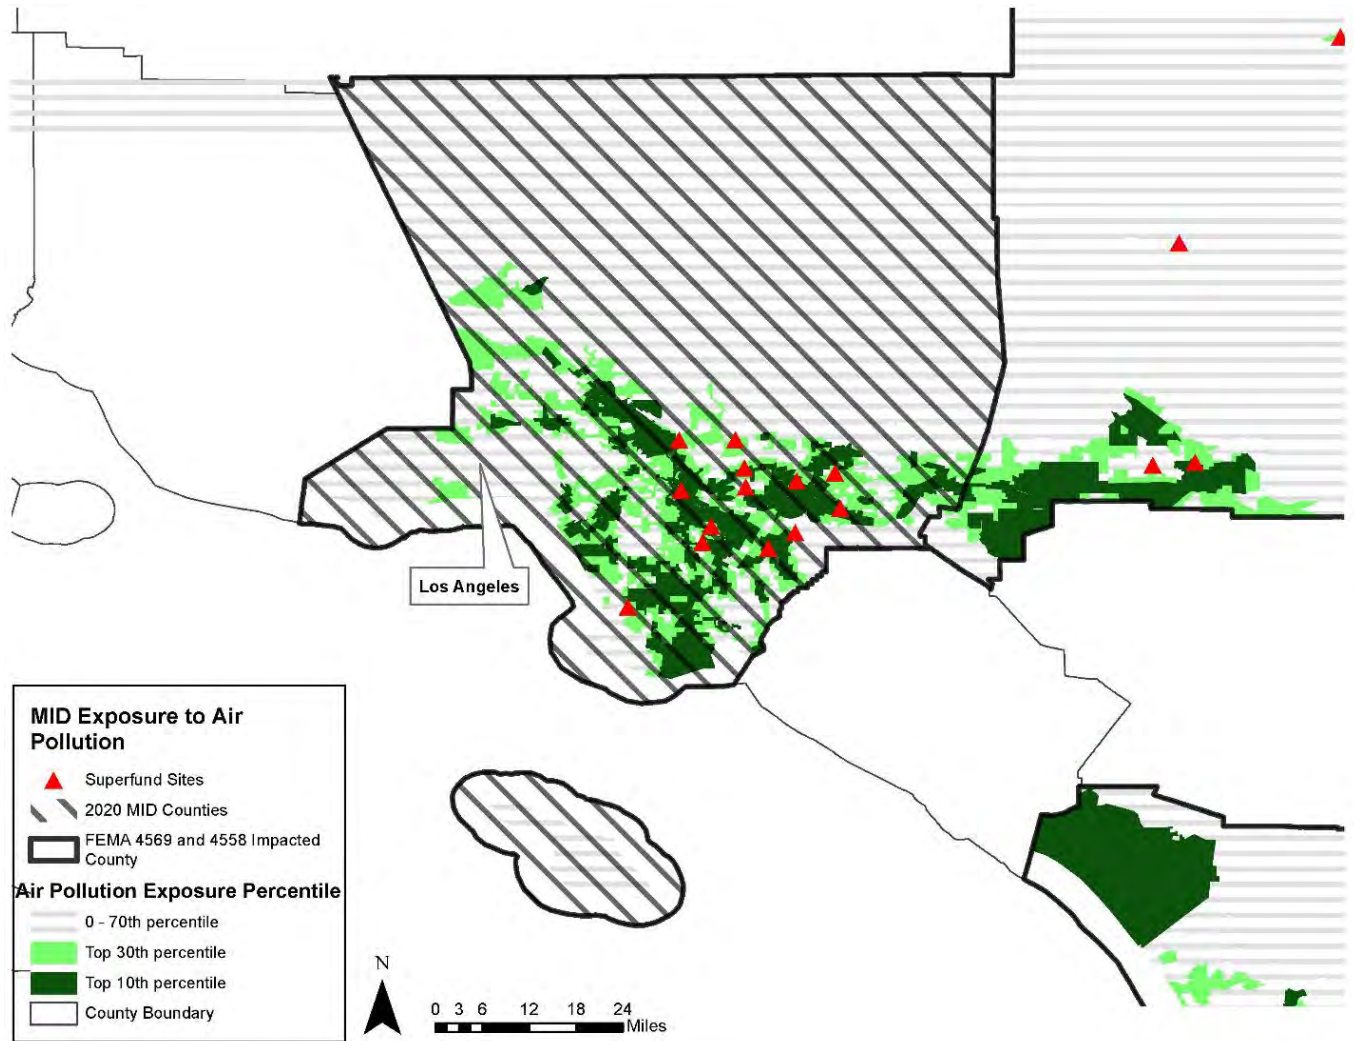 Los Angeles
MID Exposure to Air
Pollution
Superfund Sites
2020 MID Counties
FEMA 4569 and 4558 Impacted
County
Air Pollution Exposure Percentile
0 - 70th percentile
Top 30th percentile
Top 10th percentile
County Boundary
N
0 3 6 12 18 24
Miles